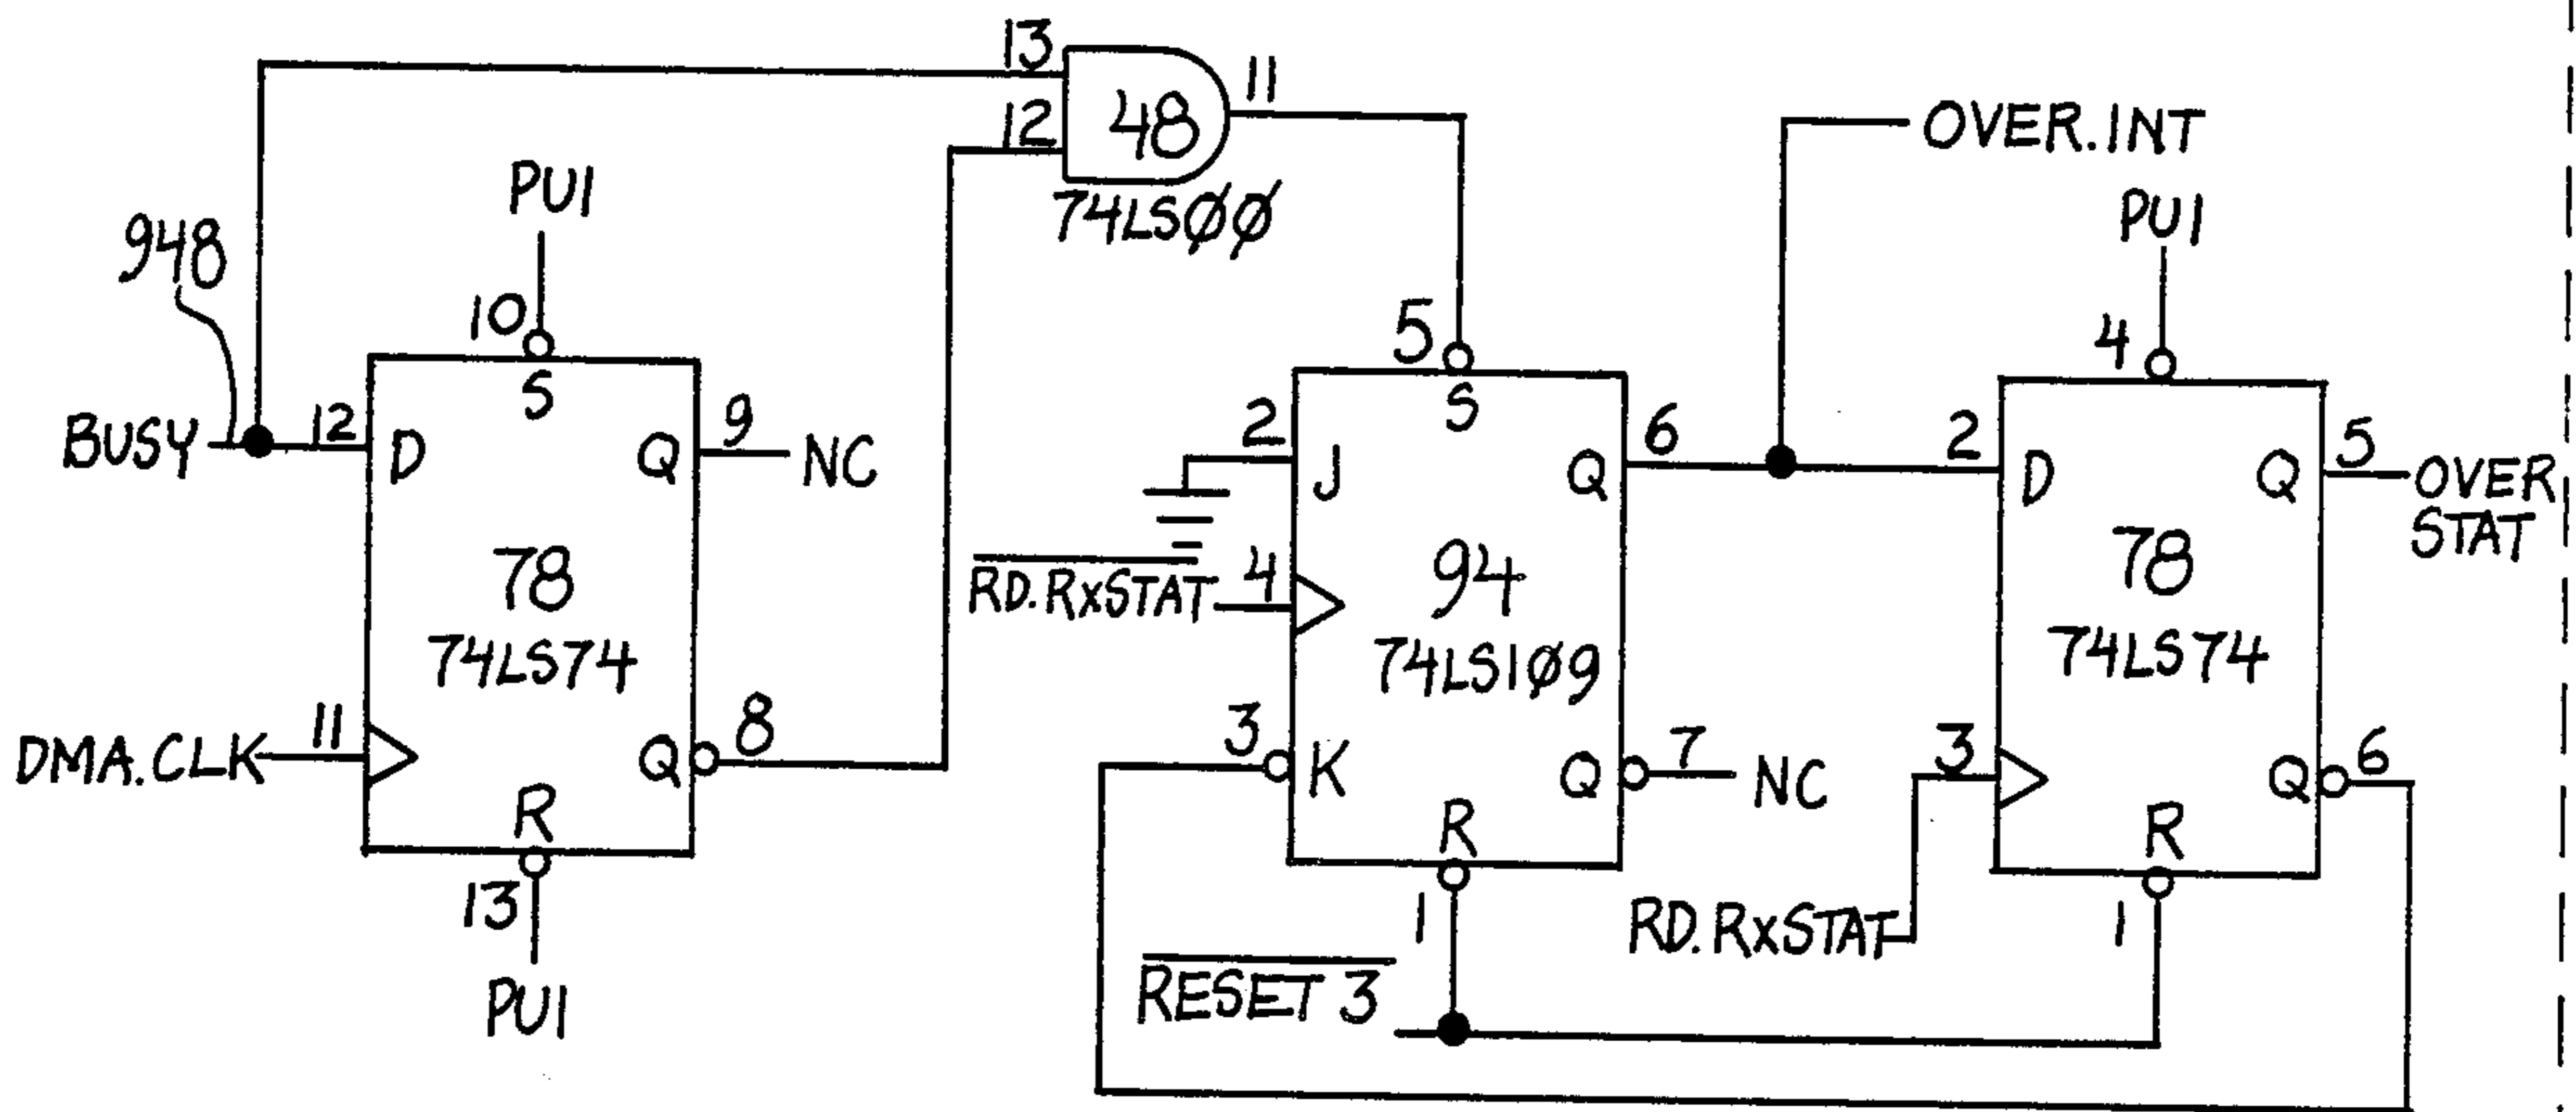 13
12
48
11
74LSØØ
OVER.INT
PU1
10
948
BUSY
12
D
S
Q
9
NC
78
74LS74
DMA.CLK
11
Q
8
R
13
PU1
5
S
2
J
Q
6
RD.RxSTAT
4
94
74LS1Ø9
3
K
Q
7
NC
R
1
RESET 3
PU1
4
2
D
Q
5
OVER
STAT
78
74LS74
3
Q
6
RD.RxSTAT
R
1